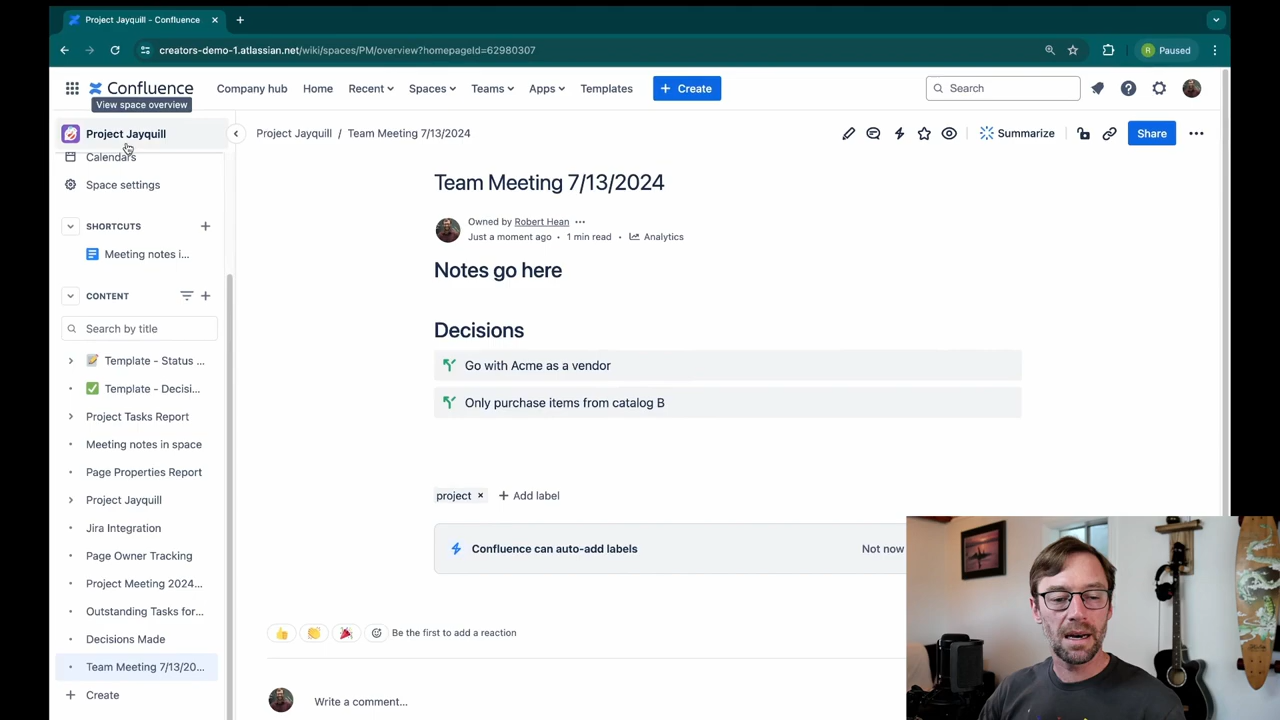 Project Jayquill - Confluence
creators-demo-1.atlassian.net/wiki/spaces/PM/overview?homepageId=62980307
R Paused
Confluence Company hub Home Recent Spaces Teams Apps Templates + Create Search
View space overview
Project Jayquill
Calendars
Space settings
SHORTCUTS
Meeting notes i...
CONTENT
Search by title
Template - Status ...
Template - Decisi...
Project Tasks Report
Meeting notes in space
Page Properties Report
Project Jayquill
Jira Integration
Page Owner Tracking
Project Meeting 2024...
Outstanding Tasks for...
Decisions Made
Team Meeting 7/13/20...
+ Create
Project Jayquill / Team Meeting 7/13/2024
Summarize
Share
Team Meeting 7/13/2024
Owned by Robert Hean •••
Just a moment ago • 1 min read • Analytics
Notes go here
Decisions
Go with Acme as a vendor
Only purchase items from catalog B
project × + Add label
Confluence can auto-add labels Not now
Be the first to add a reaction
Write a comment...